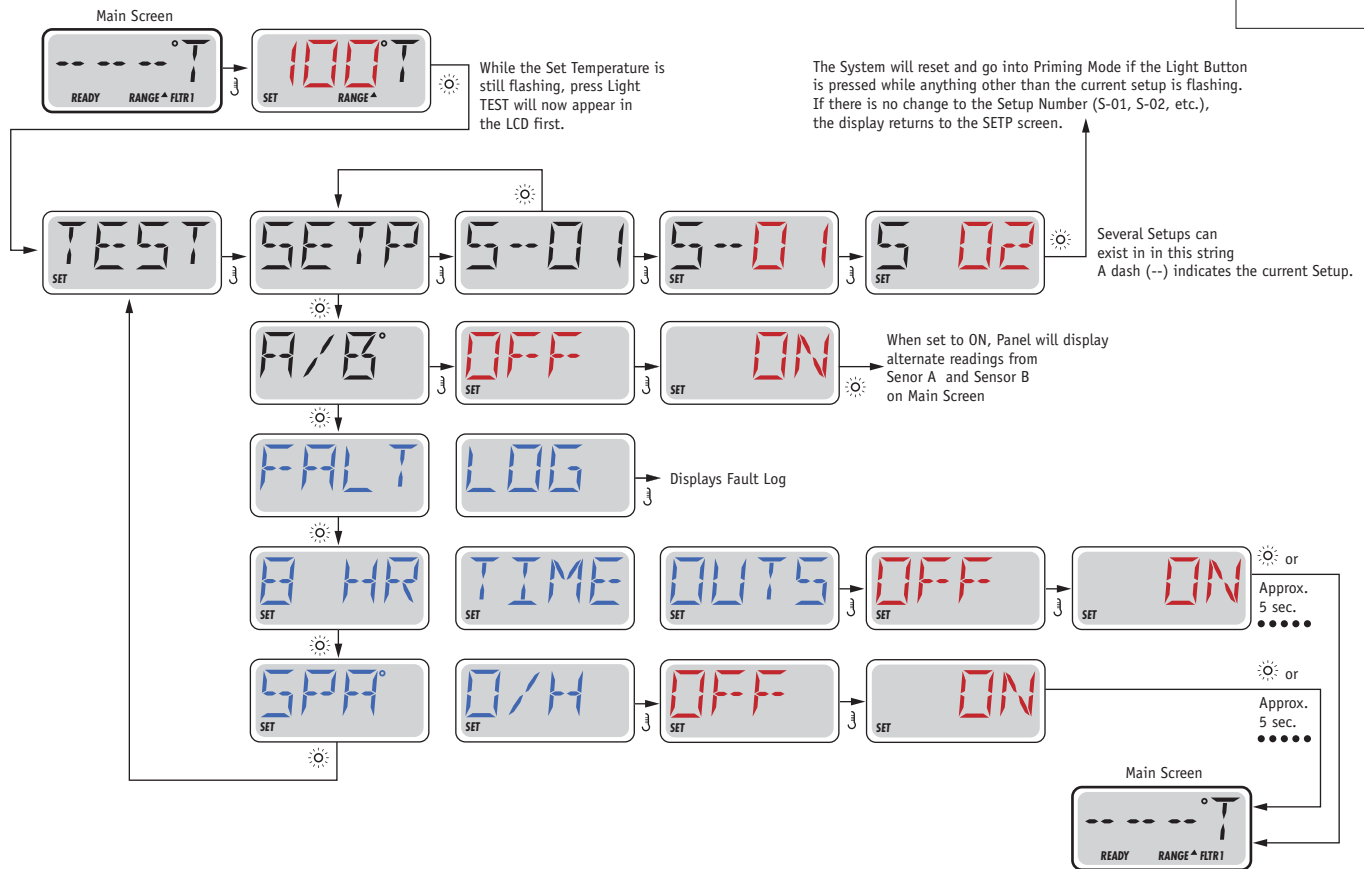 Main Screen
-- -- --°T
READY RANGE FLTR1
100°T
SET RANGE
While the Set Temperature is
still flashing, press Light
TEST will now appear in
the LCD first.
The System will reset and go into Priming Mode if the Light Button
is pressed while anything other than the current setup is flashing.
If there is no change to the Setup Number (S-01, S-02, etc.),
the display returns to the SETP screen.
TEST
SET
SETP
S--01
S--01
SET
S 02
SET
Several Setups can
exist in in this string
A dash (--) indicates the current Setup.
A/B°
OFF
SET
ON
SET
When set to ON, Panel will display
alternate readings from
Senor A and Sensor B
on Main Screen
FALT
LOG
Displays Fault Log
8 HR
SET
TIME
SET
OUTS
SET
OFF
SET
ON
SET
or
Approx.
5 sec.
SPA°
SET
O/H
SET
OFF
SET
ON
SET
or
Approx.
5 sec.
Main Screen
-- -- --°T
READY RANGE FLTR1